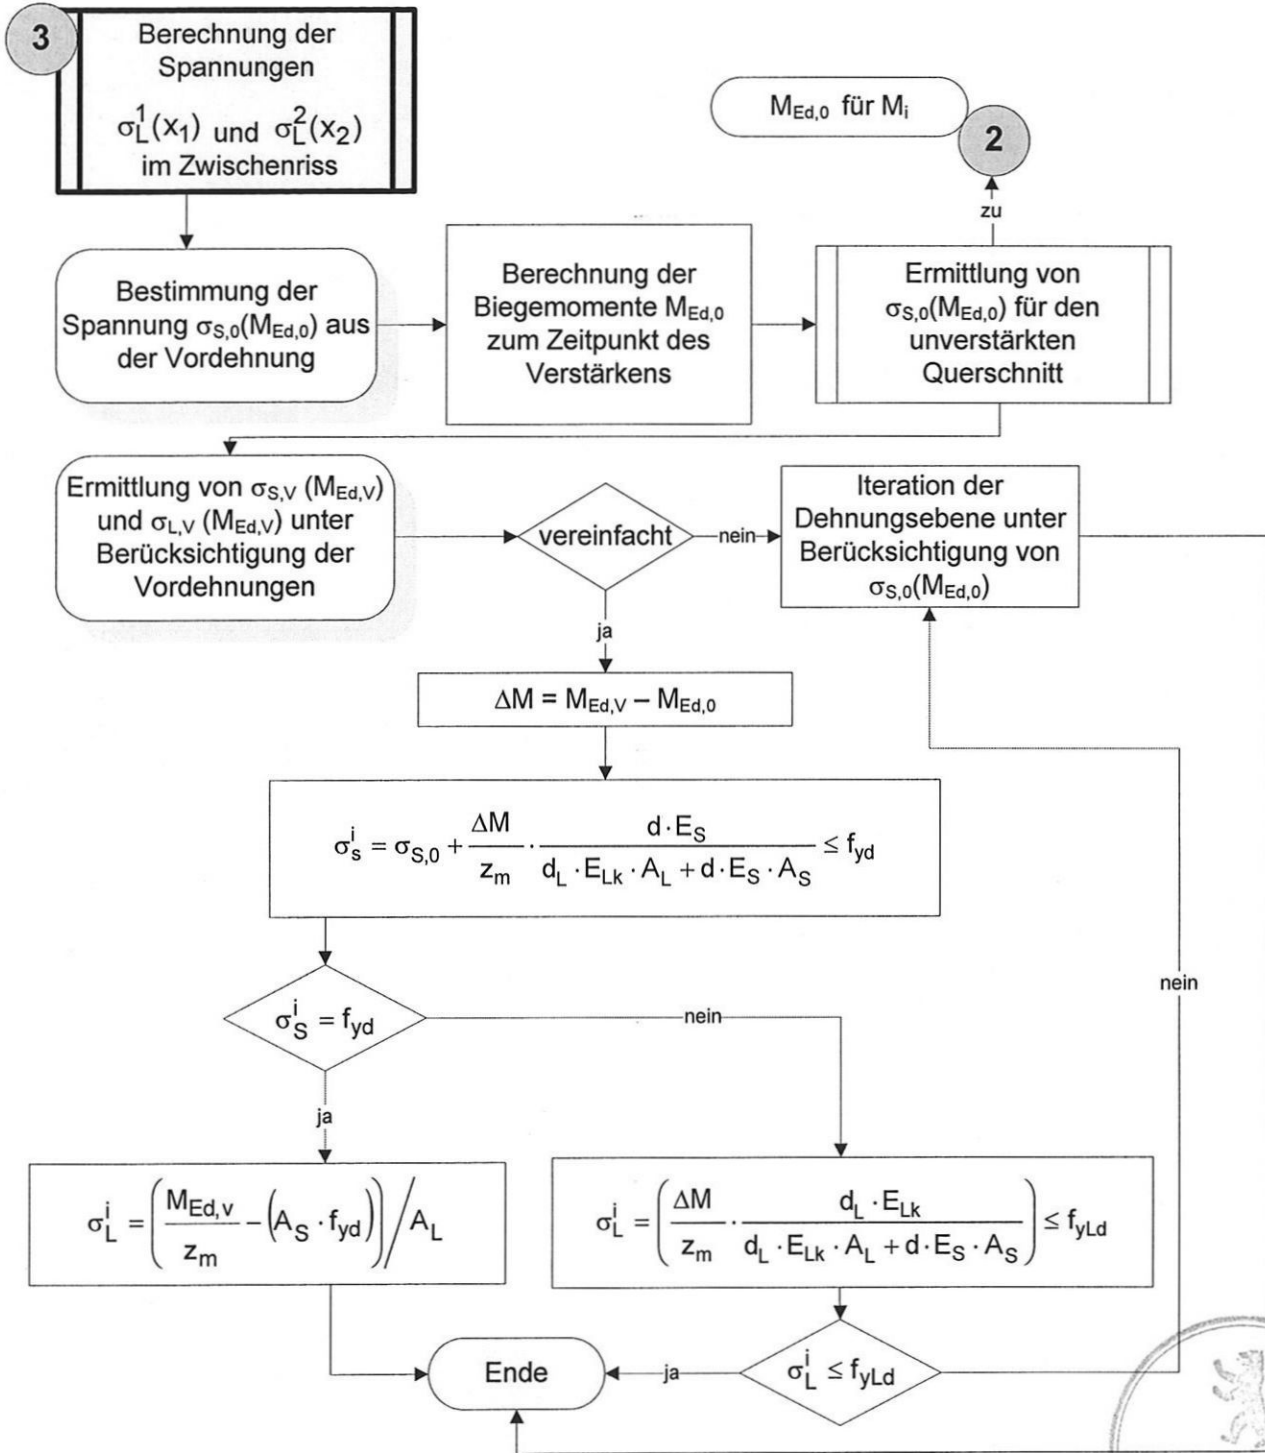 3
Berechnung der
Spannungen
σ_L^1(x_1) und σ_L^2(x_2)
im Zwischenriss
M_Ed,0 für M_i
2
zu
Bestimmung der
Spannung σ_S,0(M_Ed,0) aus
der Vordehnung
Berechnung der
Biegemomente M_Ed,0
zum Zeitpunkt des
Verstärkens
Ermittlung von
σ_S,0(M_Ed,0) für den
unverstärkten
Querschnitt
Ermittlung von σ_S,V (M_Ed,V)
und σ_L,V (M_Ed,V) unter
Berücksichtigung der
Vordehnungen
vereinfacht
nein
Iteration der
Dehnungsebene unter
Berücksichtigung von
σ_S,0(M_Ed,0)
ja
ΔM = M_Ed,V – M_Ed,0
σ_s^i = σ_S,0 + ΔM / z_m · d · E_S / (d_L · E_Lk · A_L + d · E_S · A_S) ≤ f_yd
σ_S^i = f_yd
nein
nein
ja
σ_L^i = (M_Ed,v / z_m − (A_S · f_yd)) / A_L
σ_L^i = (ΔM / z_m · d_L · E_Lk / (d_L · E_Lk · A_L + d · E_S · A_S)) ≤ f_yLd
Ende
ja
σ_L^i ≤ f_yLd